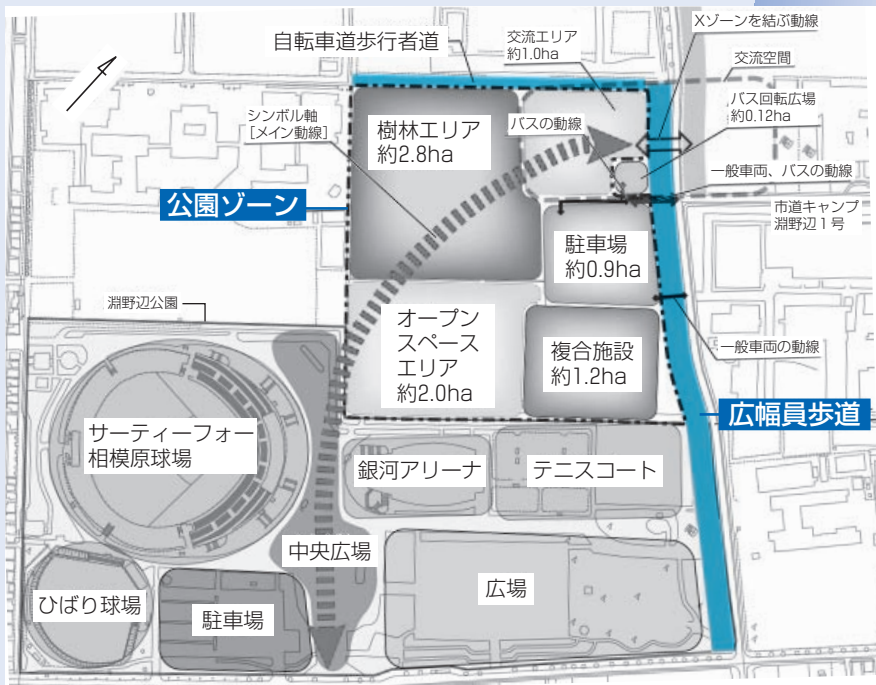 Xゾーンを結ぶ動線
自転車道歩行者道
交流エリア
約1.0ha
交流空間
バス回転広場
約0.12ha
シンボル軸
[メイン動線]
樹林エリア
約2.8ha
バスの動線
一般車両、バスの動線
公園ゾーン
市道キャンプ
淵野辺1号
駐車場
約0.9ha
淵野辺公園
オープン
スペース
エリア
約2.0ha
複合施設
約1.2ha
一般車両の動線
広幅員歩道
サーティーフォー
相模原球場
銀河アリーナ
テニスコート
中央広場
ひばり球場
駐車場
広場